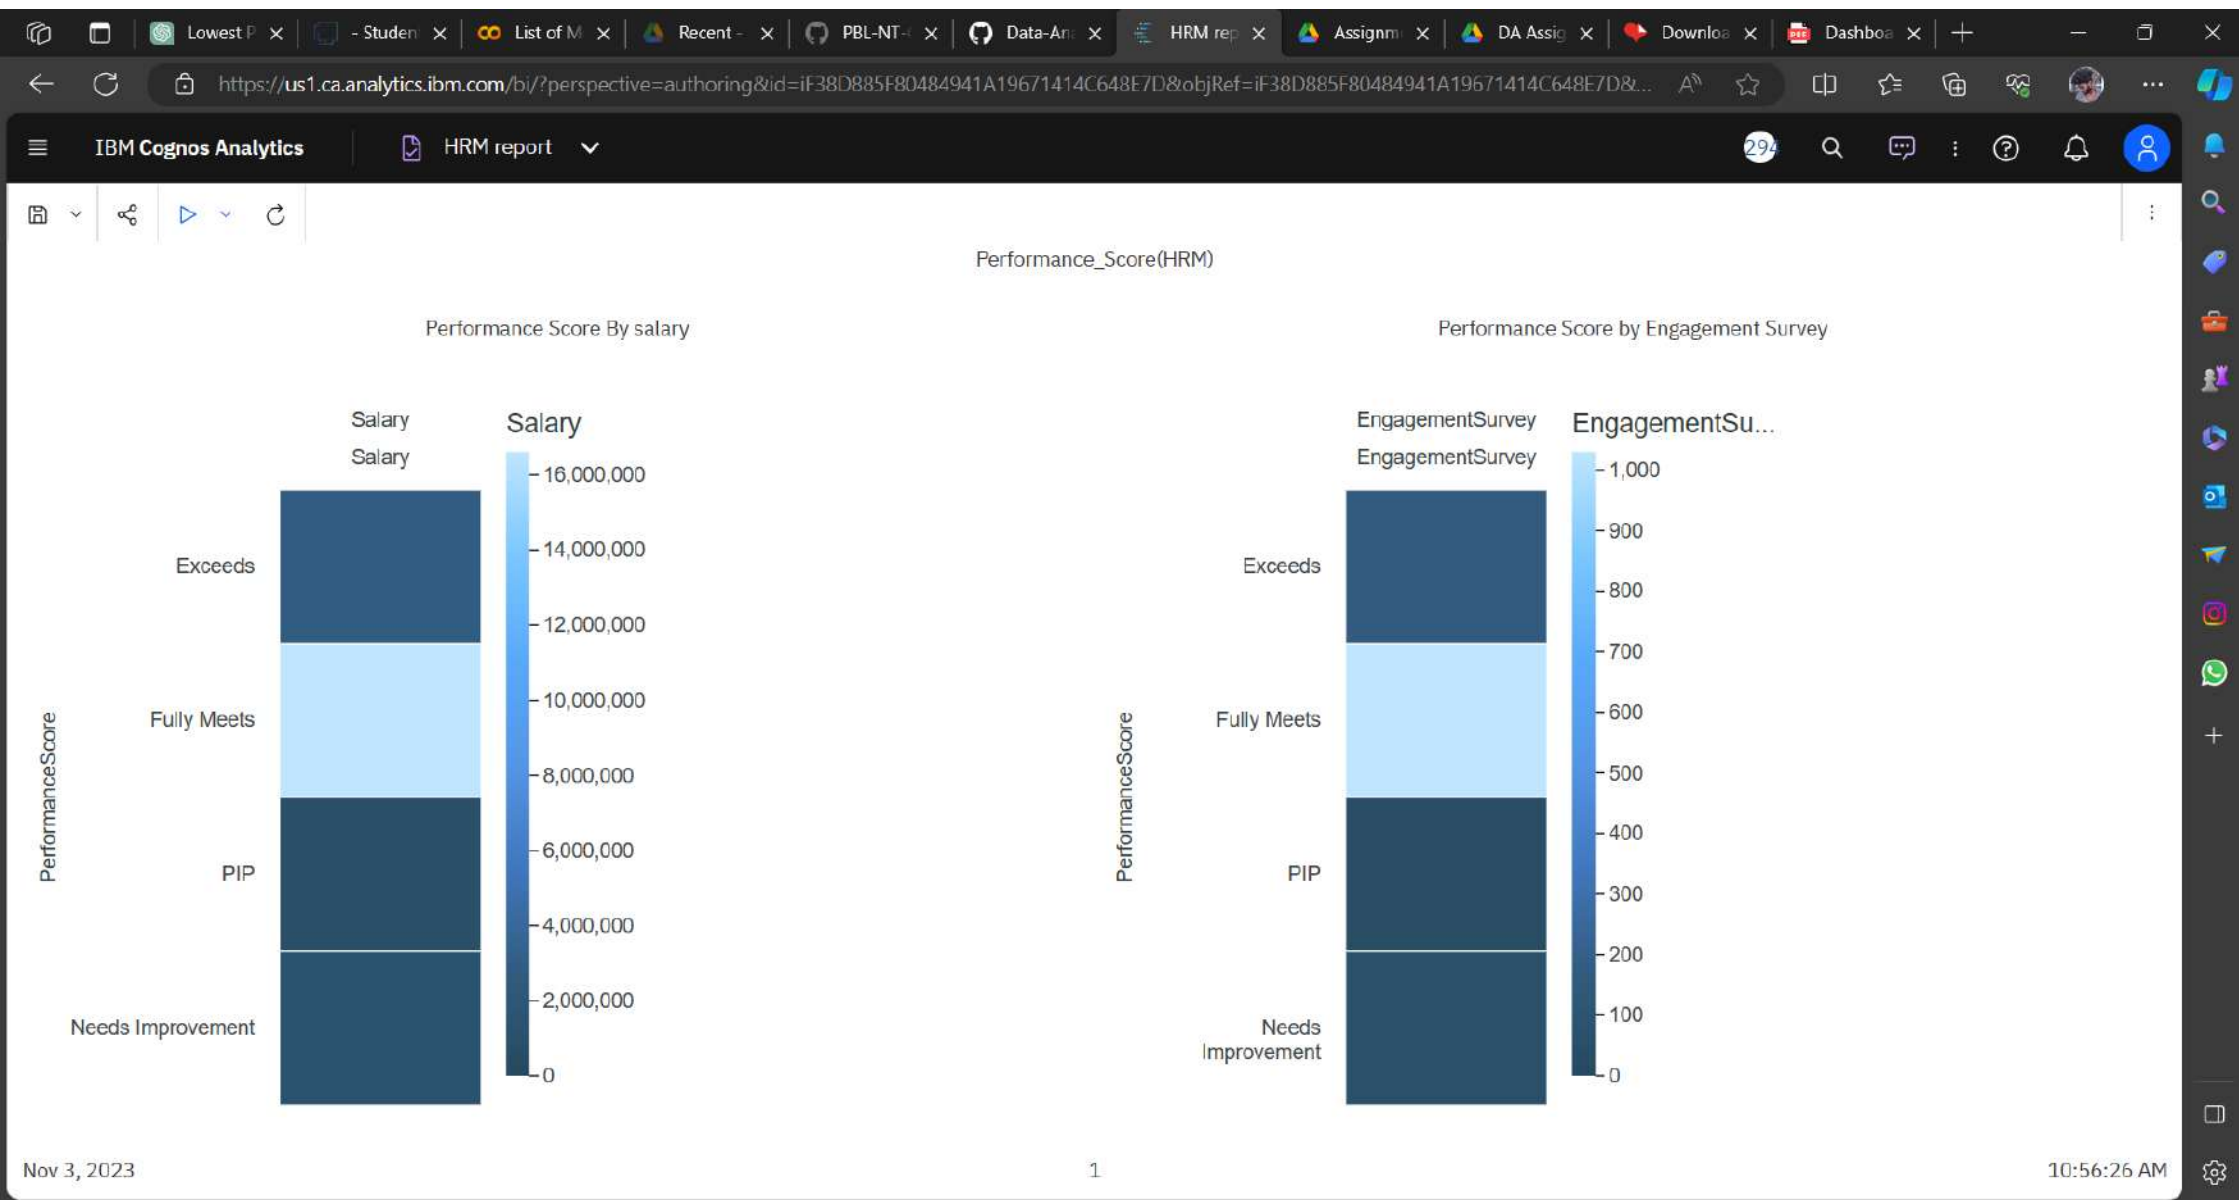 Lowest P
- Studen
List of M
Recent -
PBL-NT-
Data-An
HRM rep
Assignm
DA Assig
Downloa
Dashboa
https://us1.ca.analytics.ibm.com/bi/?perspective=authoring&id=iF38D885F80484941A19671414C648E7D&objRef=iF38D885F80484941A19671414C648E7D&...
IBM Cognos Analytics
HRM report
294
Performance_Score(HRM)
Performance Score By salary
Salary
Salary
Salary
16,000,000
14,000,000
12,000,000
10,000,000
8,000,000
6,000,000
4,000,000
2,000,000
0
Exceeds
Fully Meets
PIP
Needs Improvement
PerformanceScore
Performance Score by Engagement Survey
EngagementSurvey
EngagementSurvey
EngagementSu...
1,000
900
800
700
600
500
400
300
200
100
0
Exceeds
Fully Meets
PIP
Needs
Improvement
PerformanceScore
Nov 3, 2023
1
10:56:26 AM